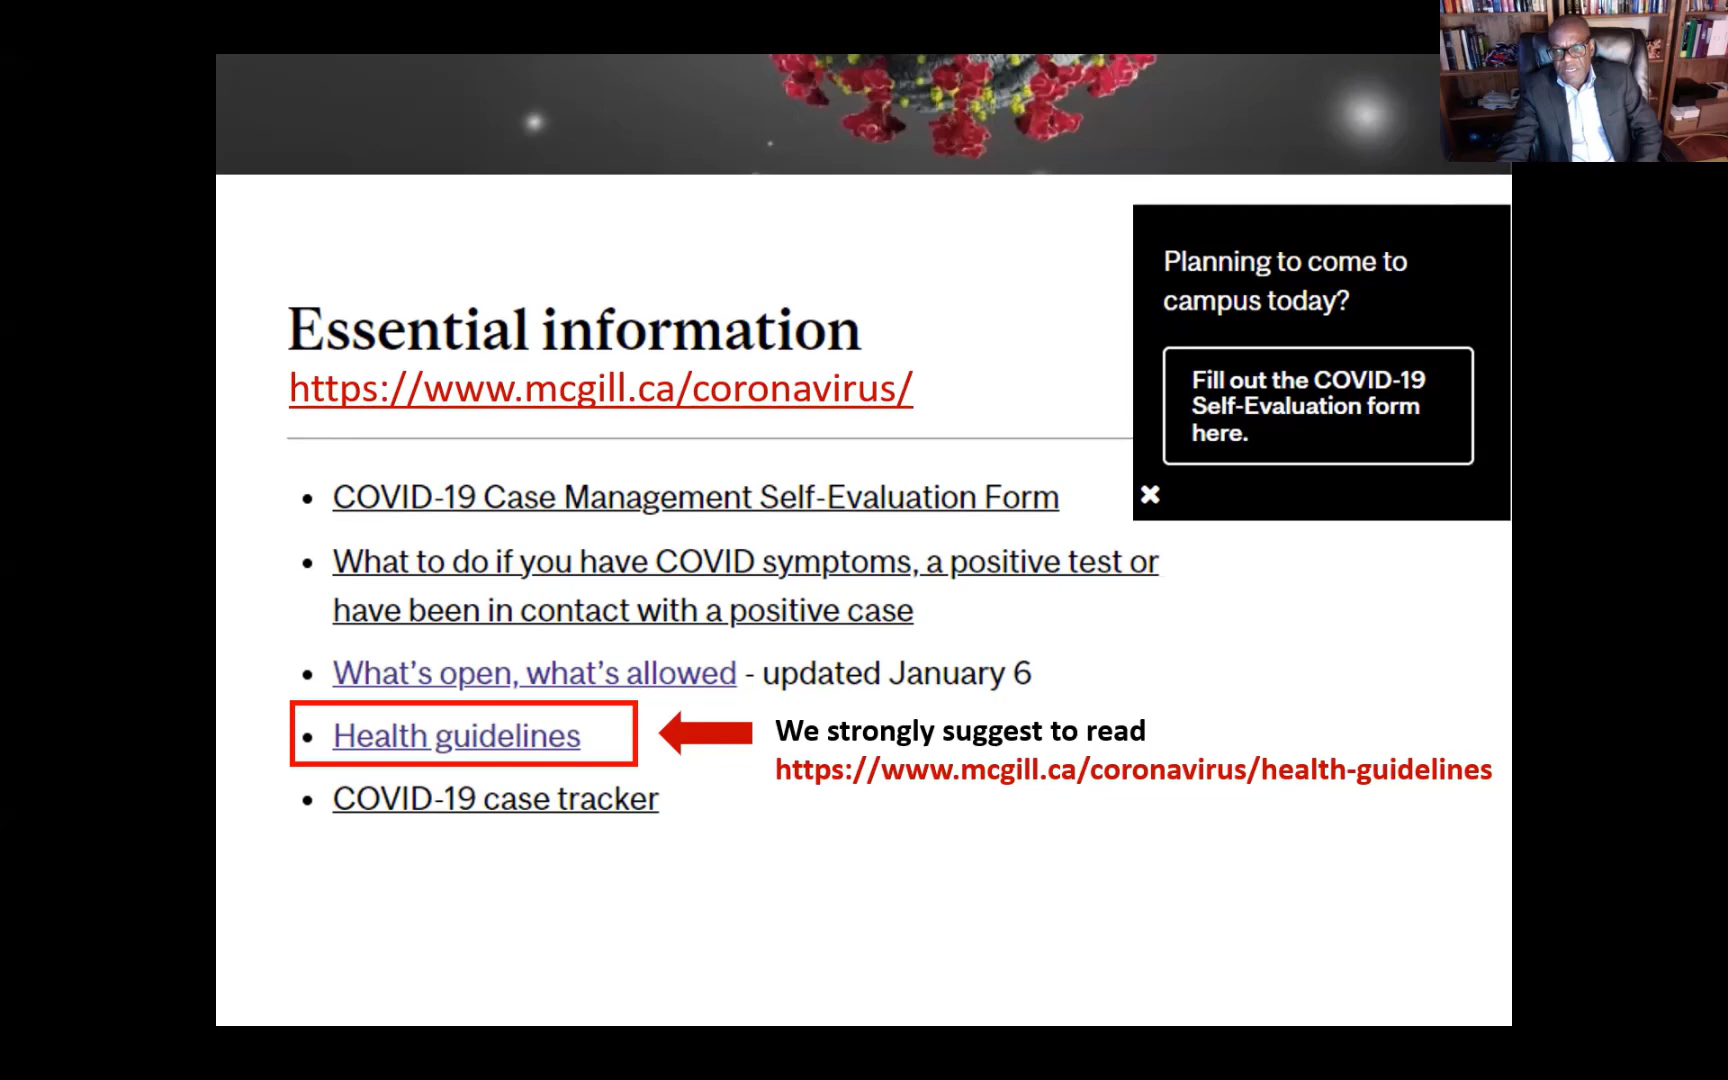 Planning to come to
campus today?
Fill out the COVID-19
Self-Evaluation form
here.
Essential information
https://www.mcgill.ca/coronavirus/
• COVID-19 Case Management Self-Evaluation Form
• What to do if you have COVID symptoms, a positive test or
have been in contact with a positive case
• What’s open, what’s allowed - updated January 6
• Health guidelines
We strongly suggest to read
https://www.mcgill.ca/coronavirus/health-guidelines
• COVID-19 case tracker